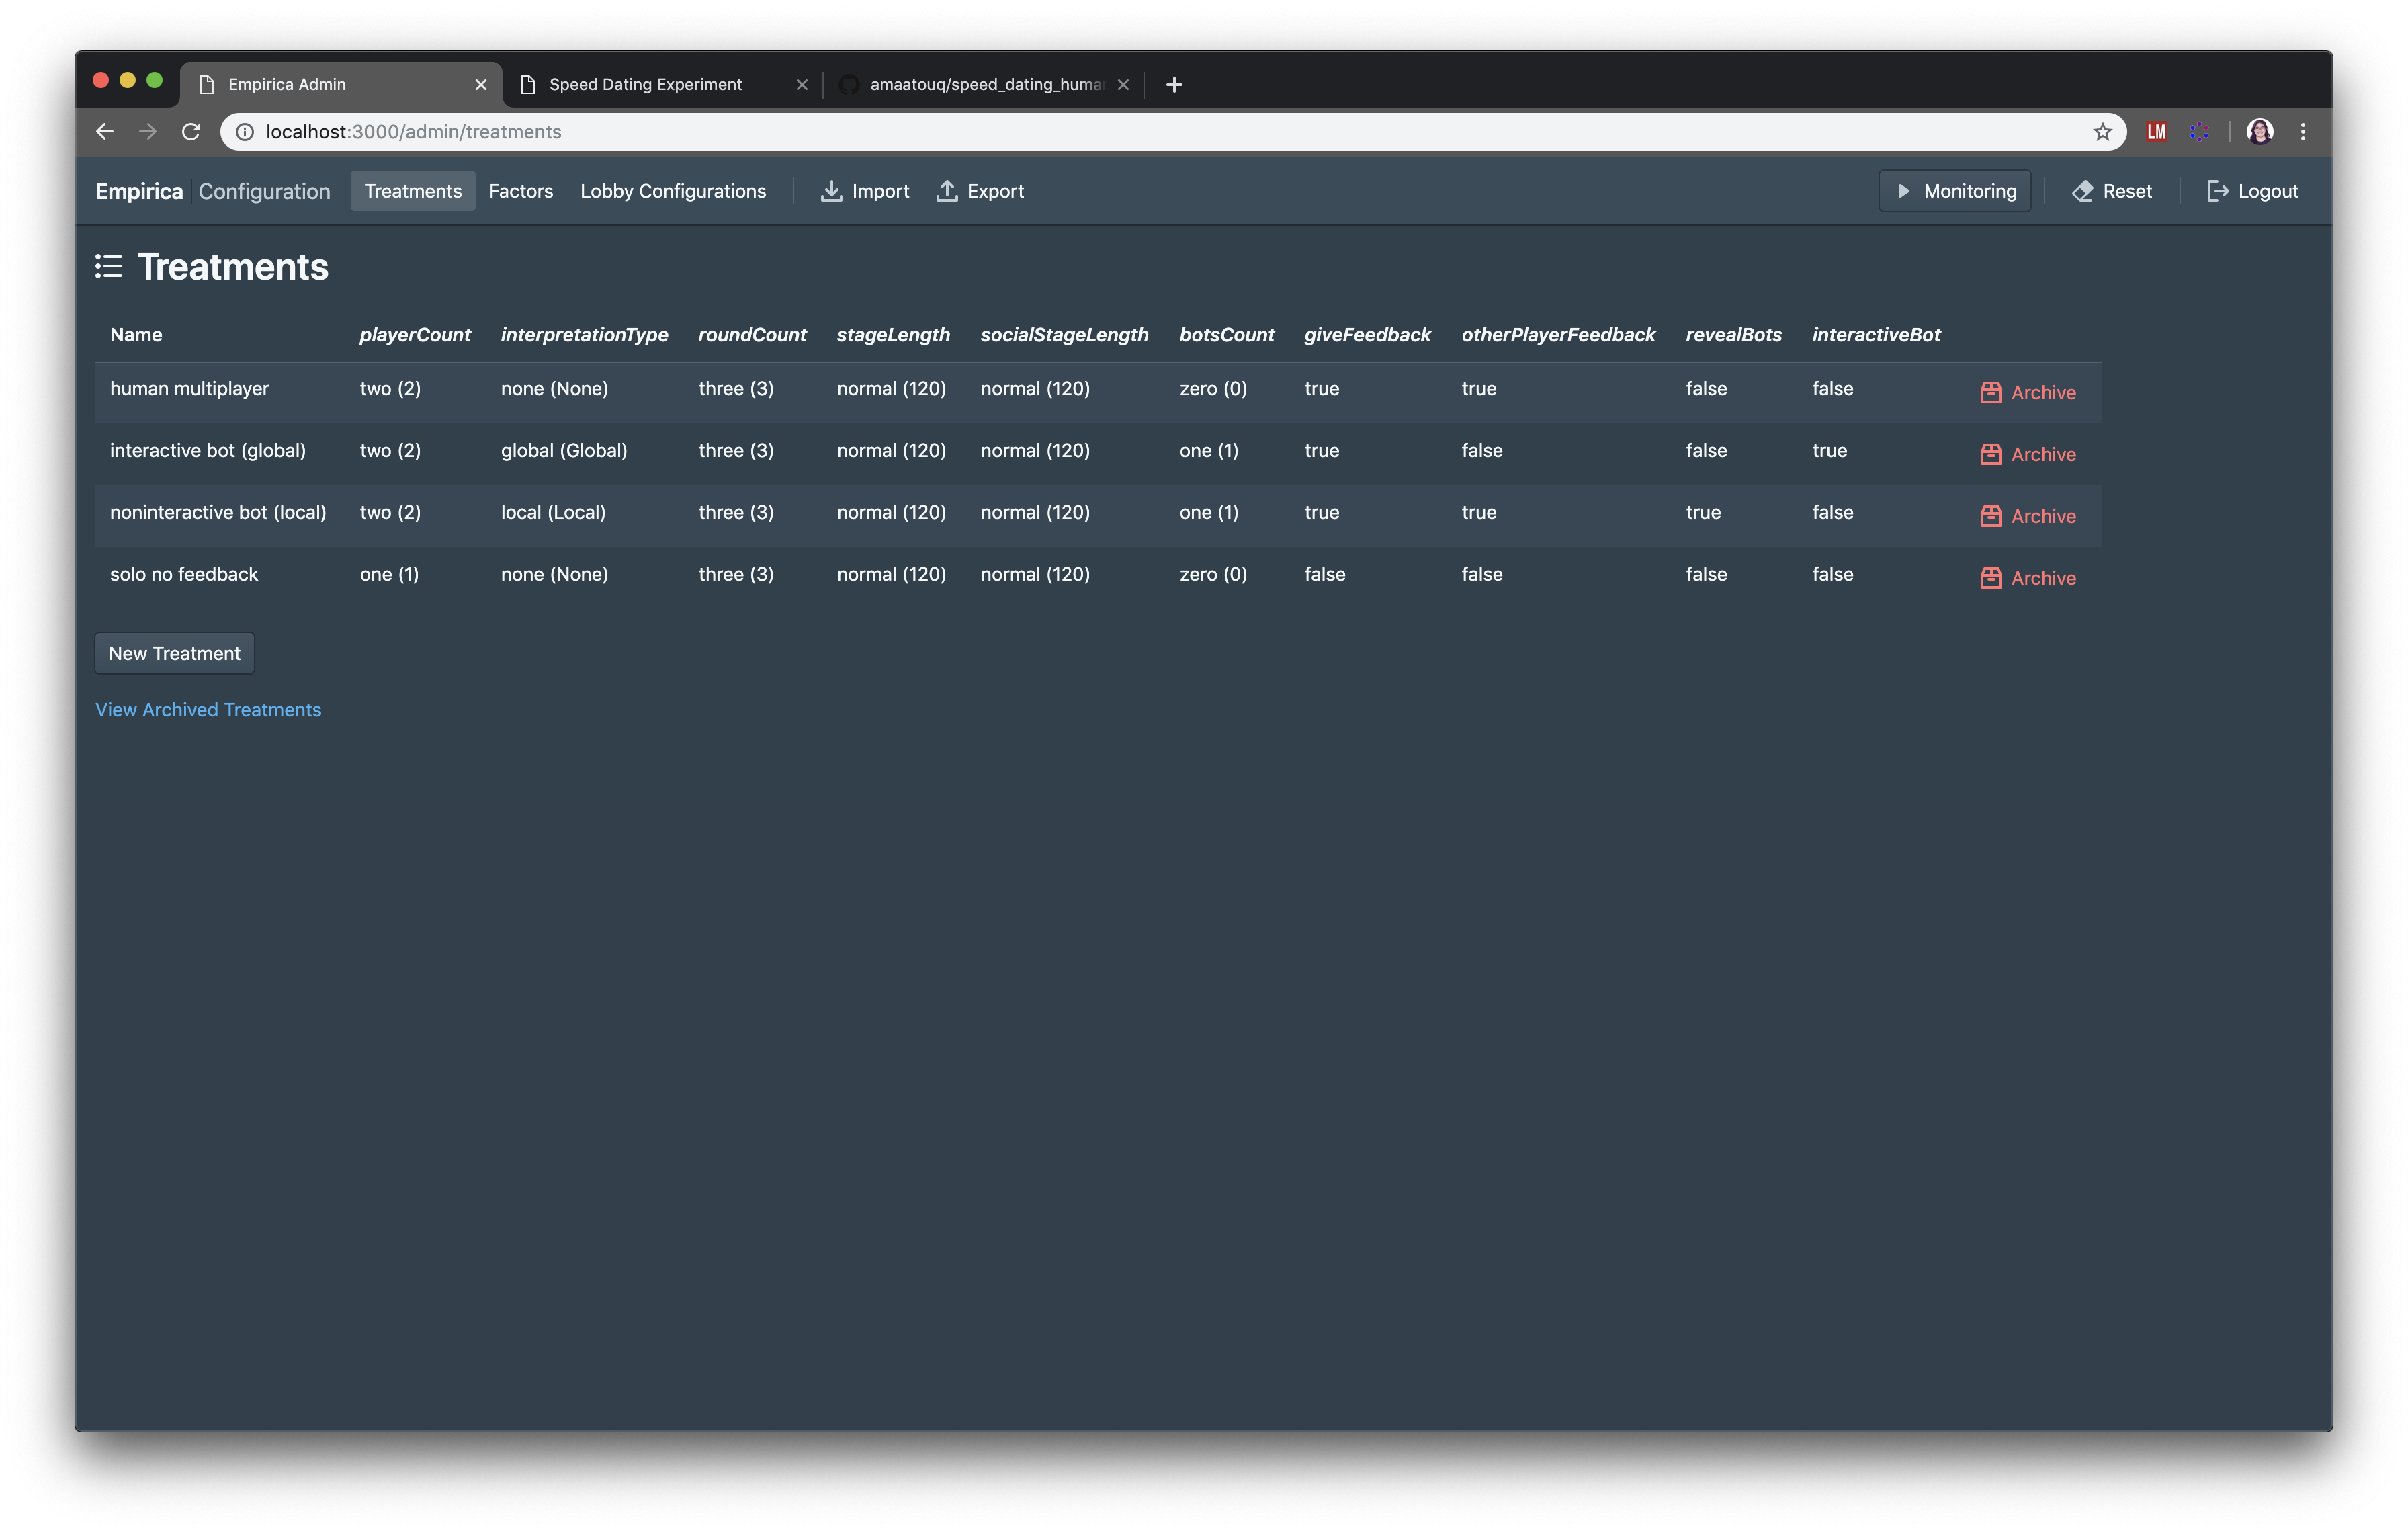 Empirica Admin Speed Dating Experiment amaatouq/speed_dating_huma
localhost:3000/admin/treatments LM
Empirica Configuration Treatments Factors Lobby Configurations Import Export Monitoring Reset Logout
Treatments
Name playerCount interpretationType roundCount stageLength socialStageLength botsCount giveFeedback otherPlayerFeedback revealBots interactiveBot
human multiplayer two (2) none (None) three (3) normal (120) normal (120) zero (0) true true false false Archive
interactive bot (global) two (2) global (Global) three (3) normal (120) normal (120) one (1) true false false true Archive
noninteractive bot (local) two (2) local (Local) three (3) normal (120) normal (120) one (1) true true true false Archive
solo no feedback one (1) none (None) three (3) normal (120) normal (120) zero (0) false false false false Archive
New Treatment
View Archived Treatments